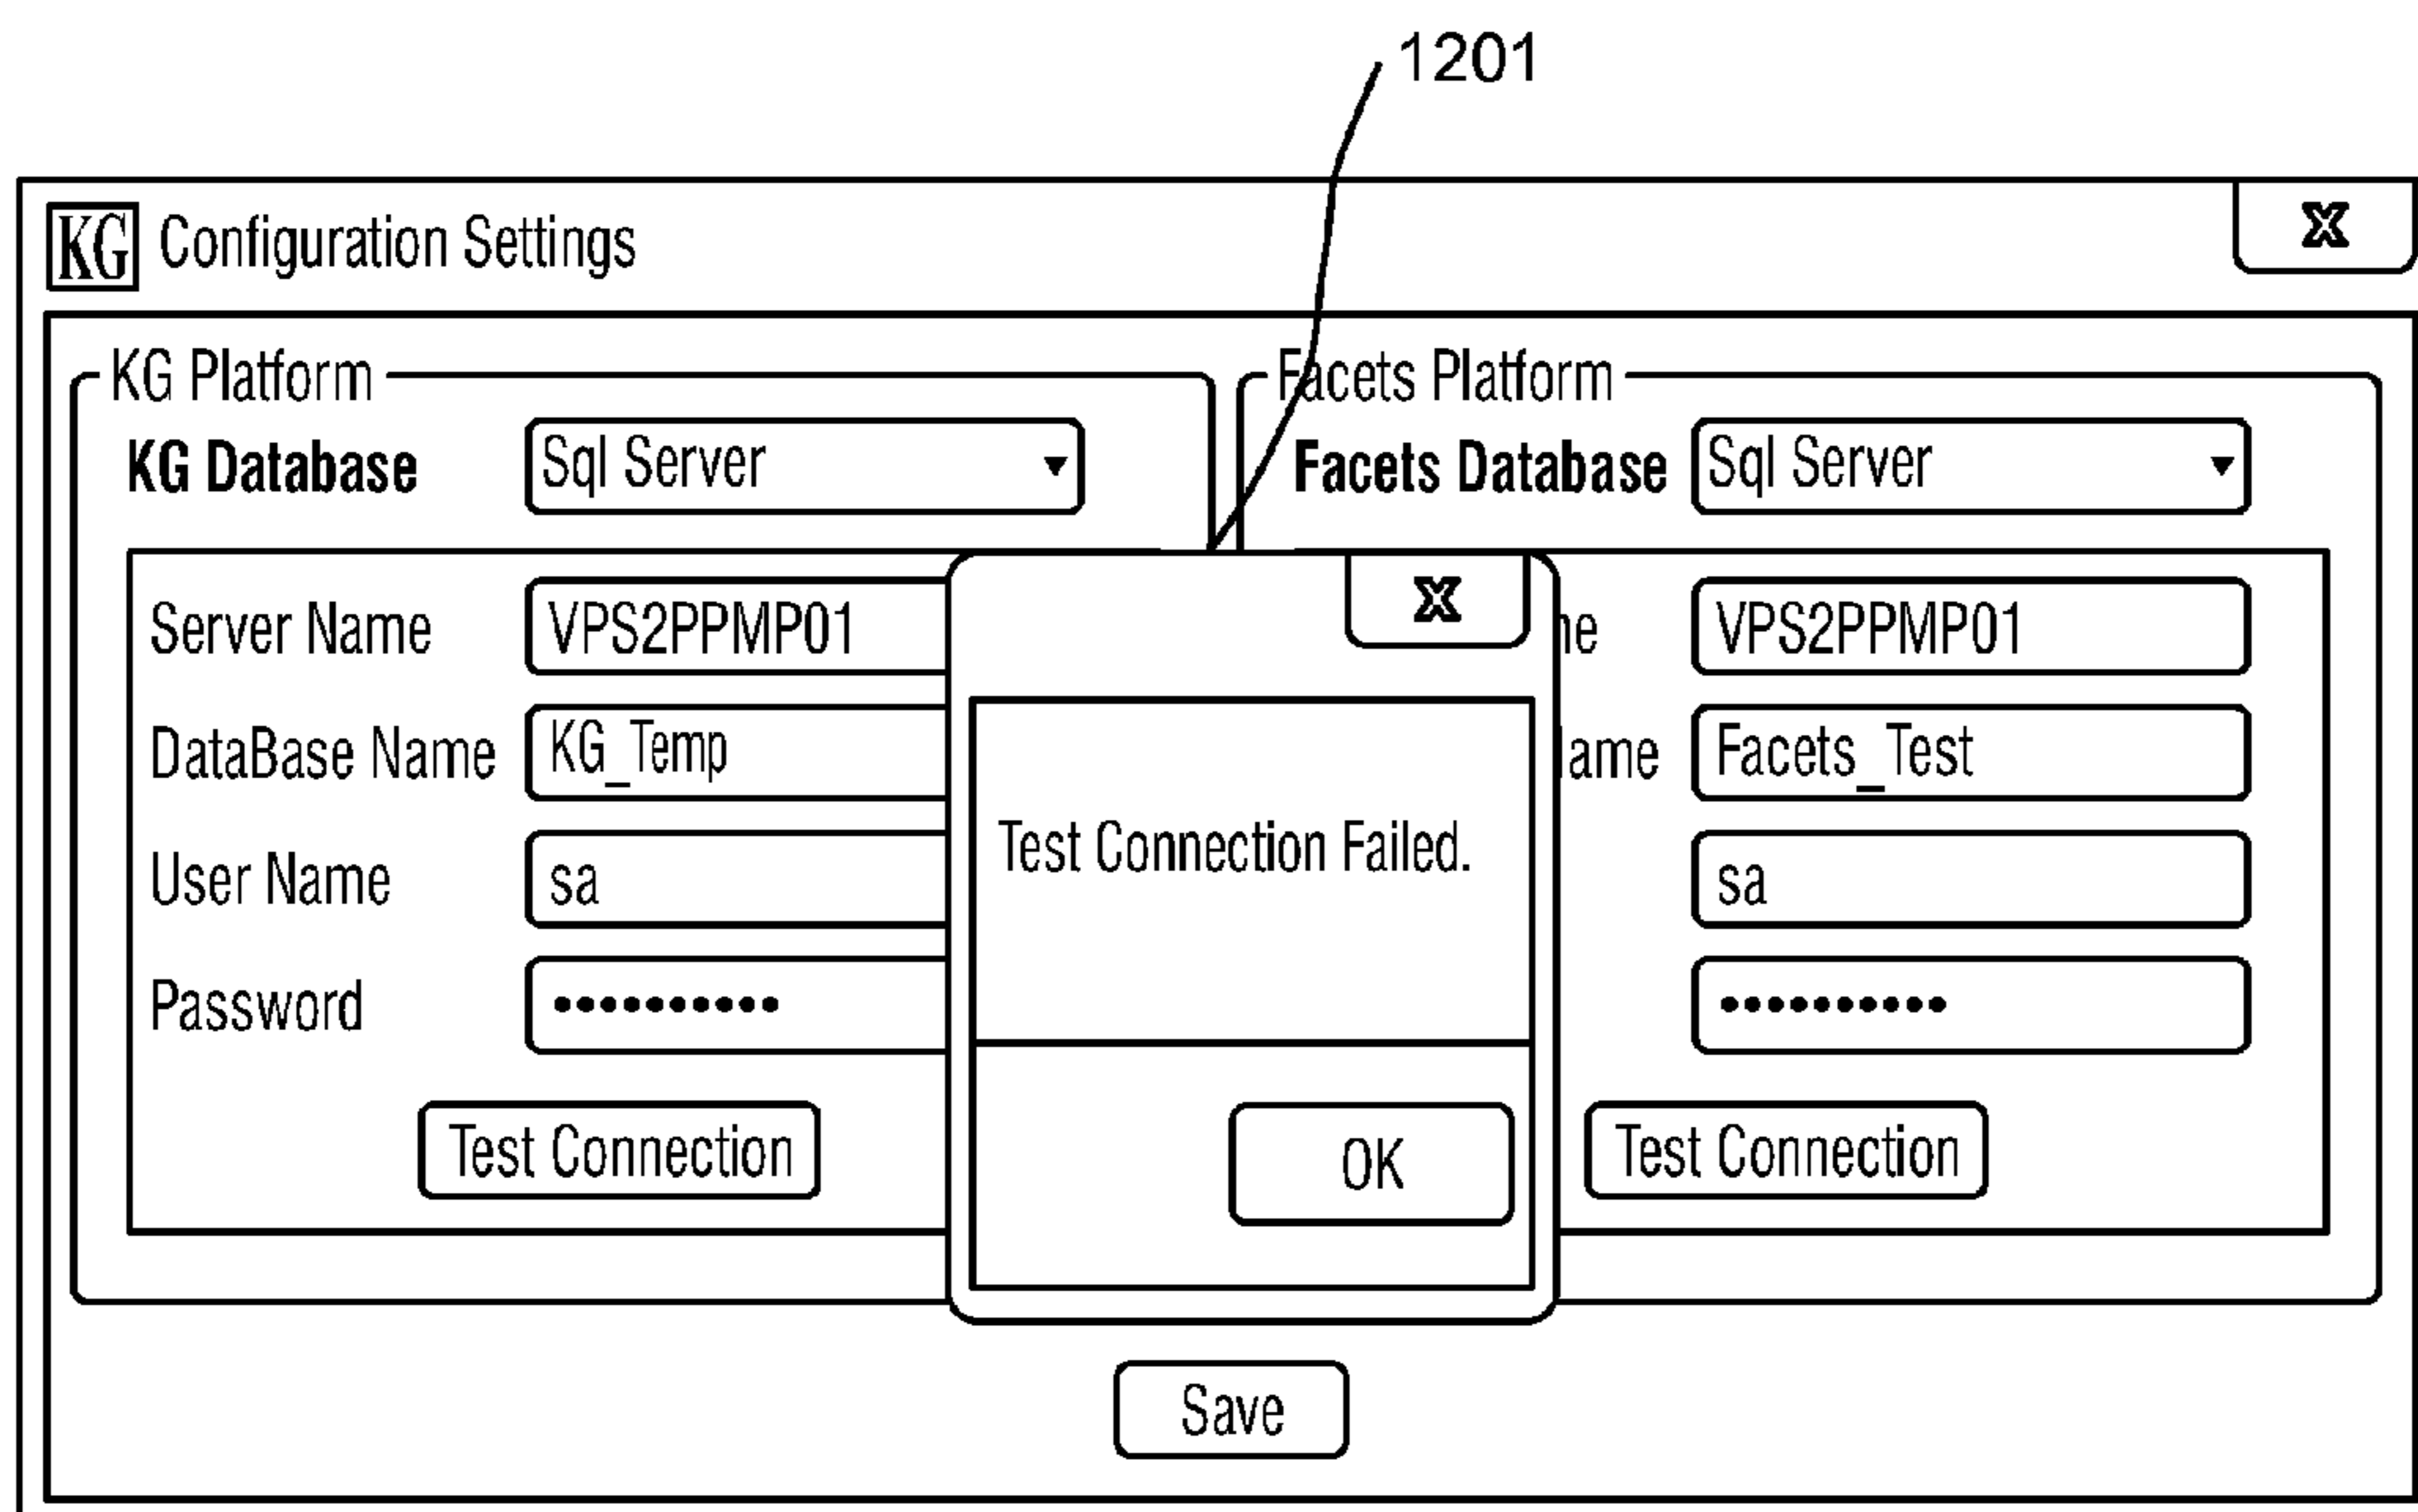 1201
KG Configuration Settings X
KG Platform Facets Platform
KG Database Sql Server Facets Database Sql Server
X
Server Name VPS2PPMP01 VPS2PPMP01
DataBase Name KG_Temp ame Facets_Test
Test Connection Failed.
User Name sa sa
Password •••••••••• ••••••••••
Test Connection OK Test Connection
Save